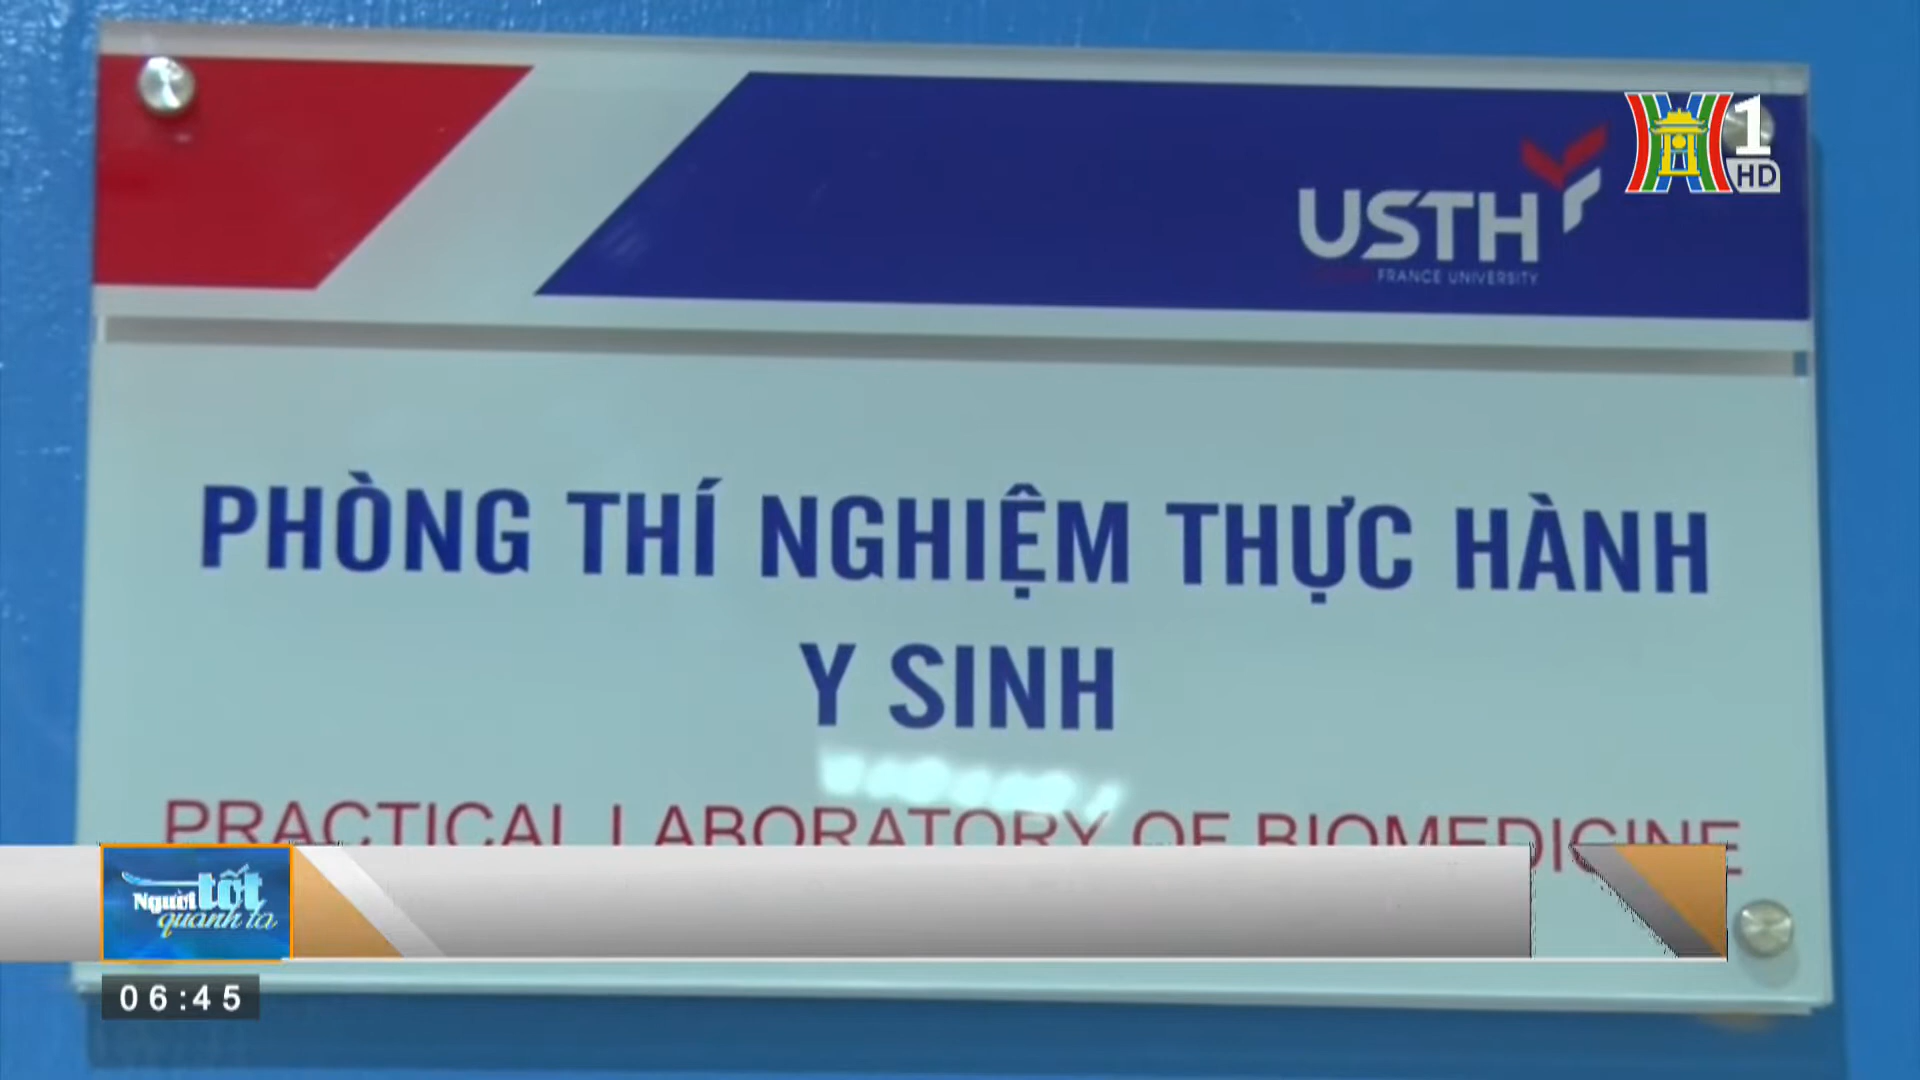 1
HD
USTH
FRANCE UNIVERSITY
PHÒNG THÍ NGHIỆM THỰC HÀNH
Y SINH
PRACTICAL LABORATORY OF BIOMEDICINE
Người tốt
quanh ta
06:45